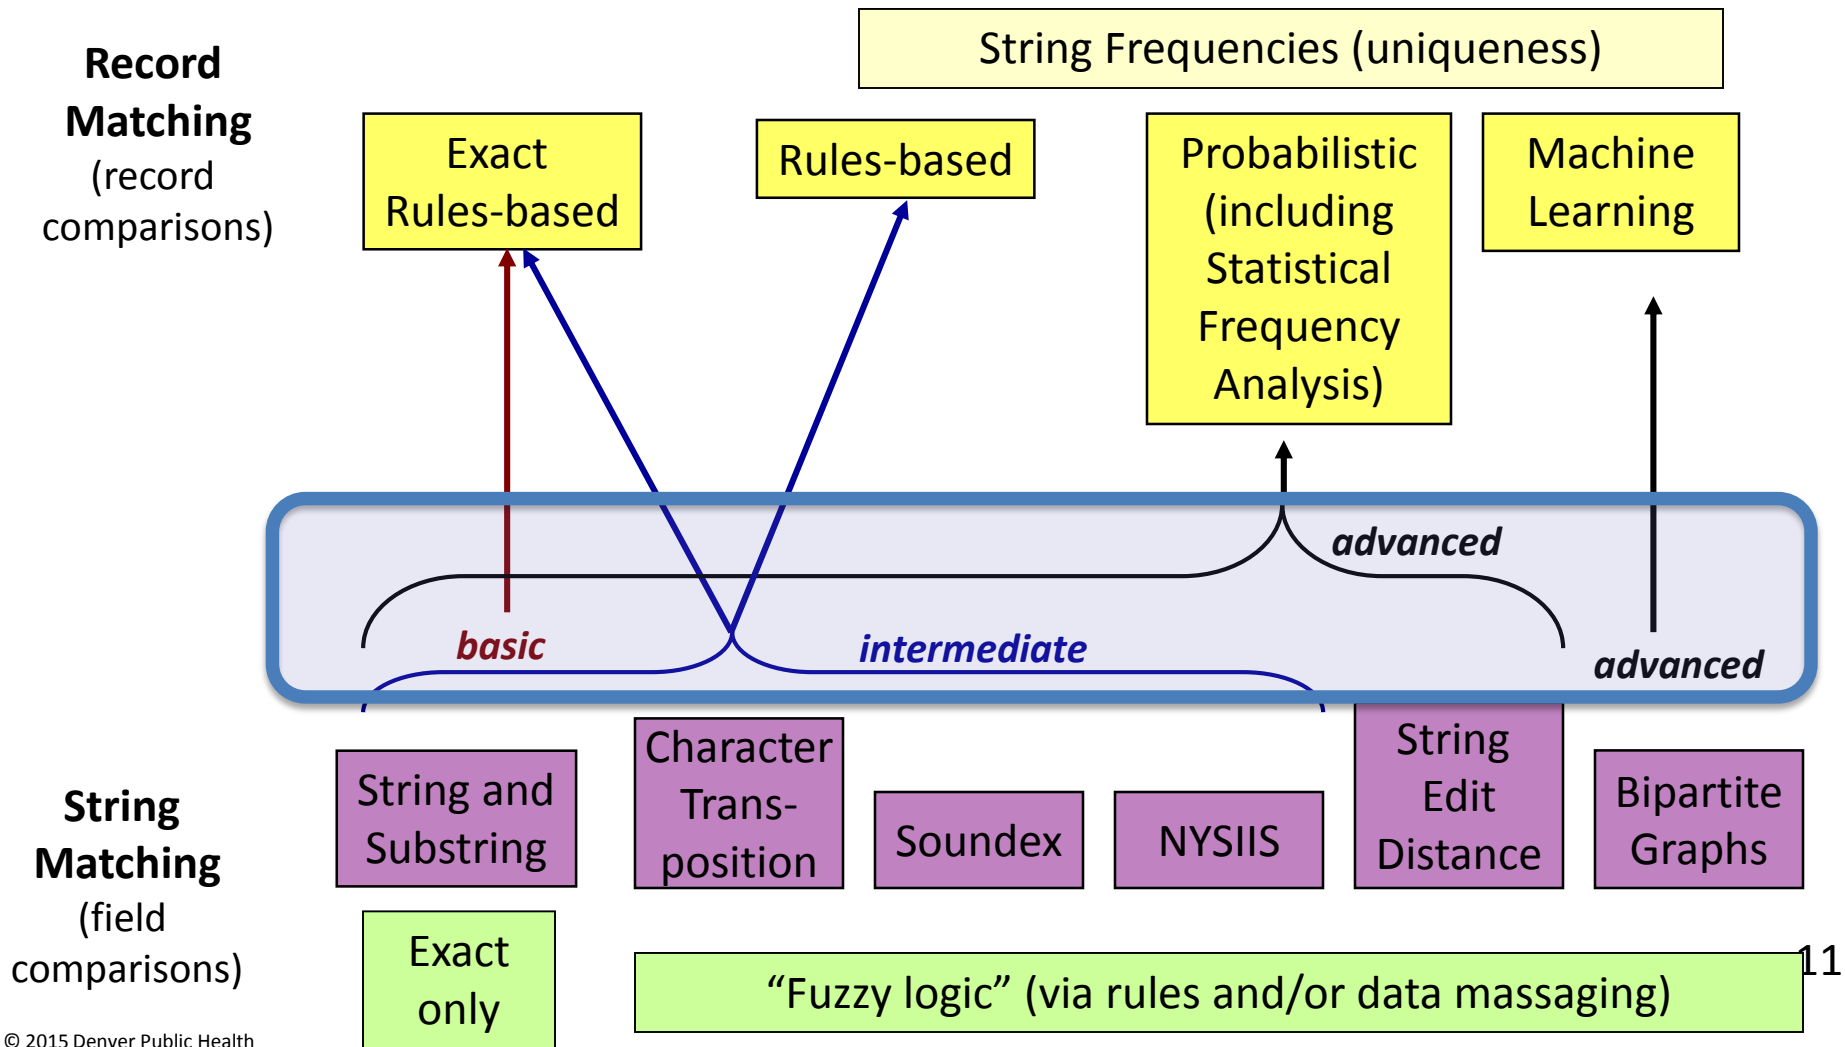 String Frequencies (uniqueness)
Record
Matching
(record
comparisons)
Exact
Rules-based
Rules-based
Probabilistic
(including
Statistical
Frequency
Analysis)
Machine
Learning
advanced
basic
intermediate
advanced
String
Matching
(field
comparisons)
String and
Substring
Character
Trans-
position
Soundex
NYSIIS
String
Edit
Distance
Bipartite
Graphs
Exact
only
“Fuzzy logic” (via rules and/or data massaging)
11
© 2015 Denver Public Health